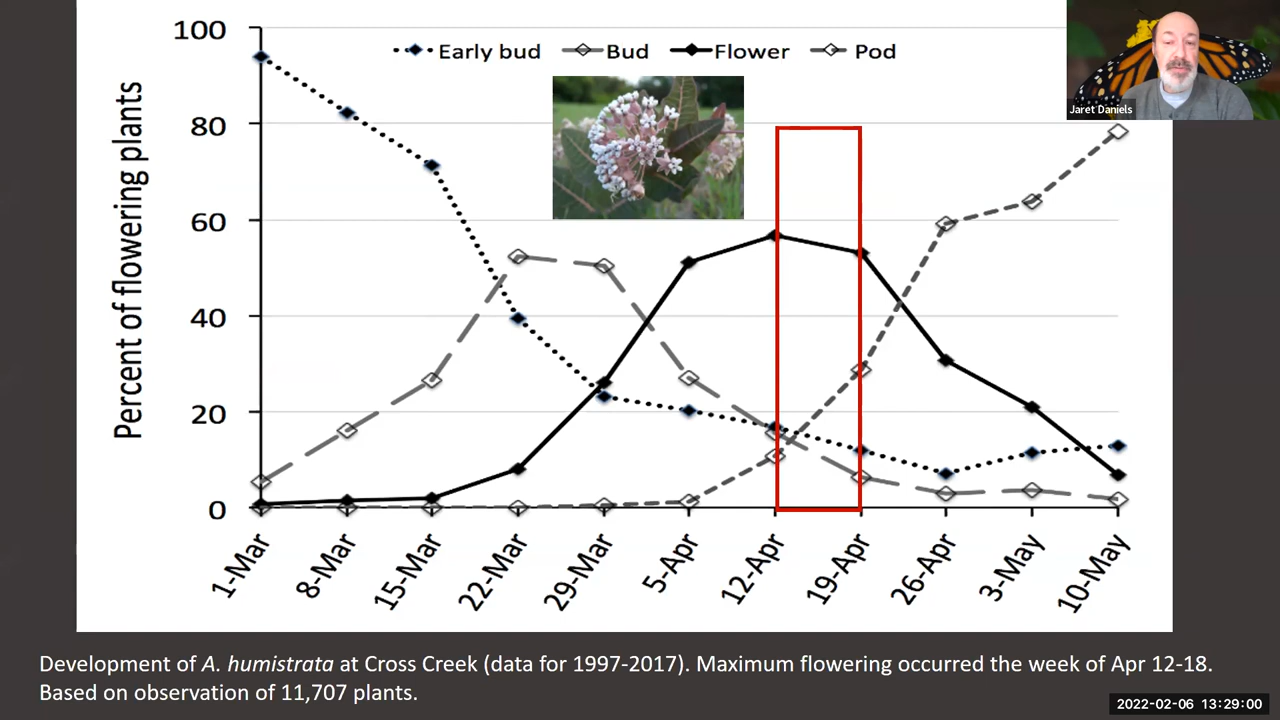 100
Early bud
Bud
Flower
Pod
Jaret Daniels
80
60
40
20
0
Percent of flowering plants
1-Mar
8-Mar
15-Mar
22-Mar
29-Mar
5-Apr
12-Apr
19-Apr
26-Apr
3-May
10-May
Development of A. humistrata at Cross Creek (data for 1997-2017). Maximum flowering occurred the week of Apr 12-18.
Based on observation of 11,707 plants.
2022-02-06 13:29:00